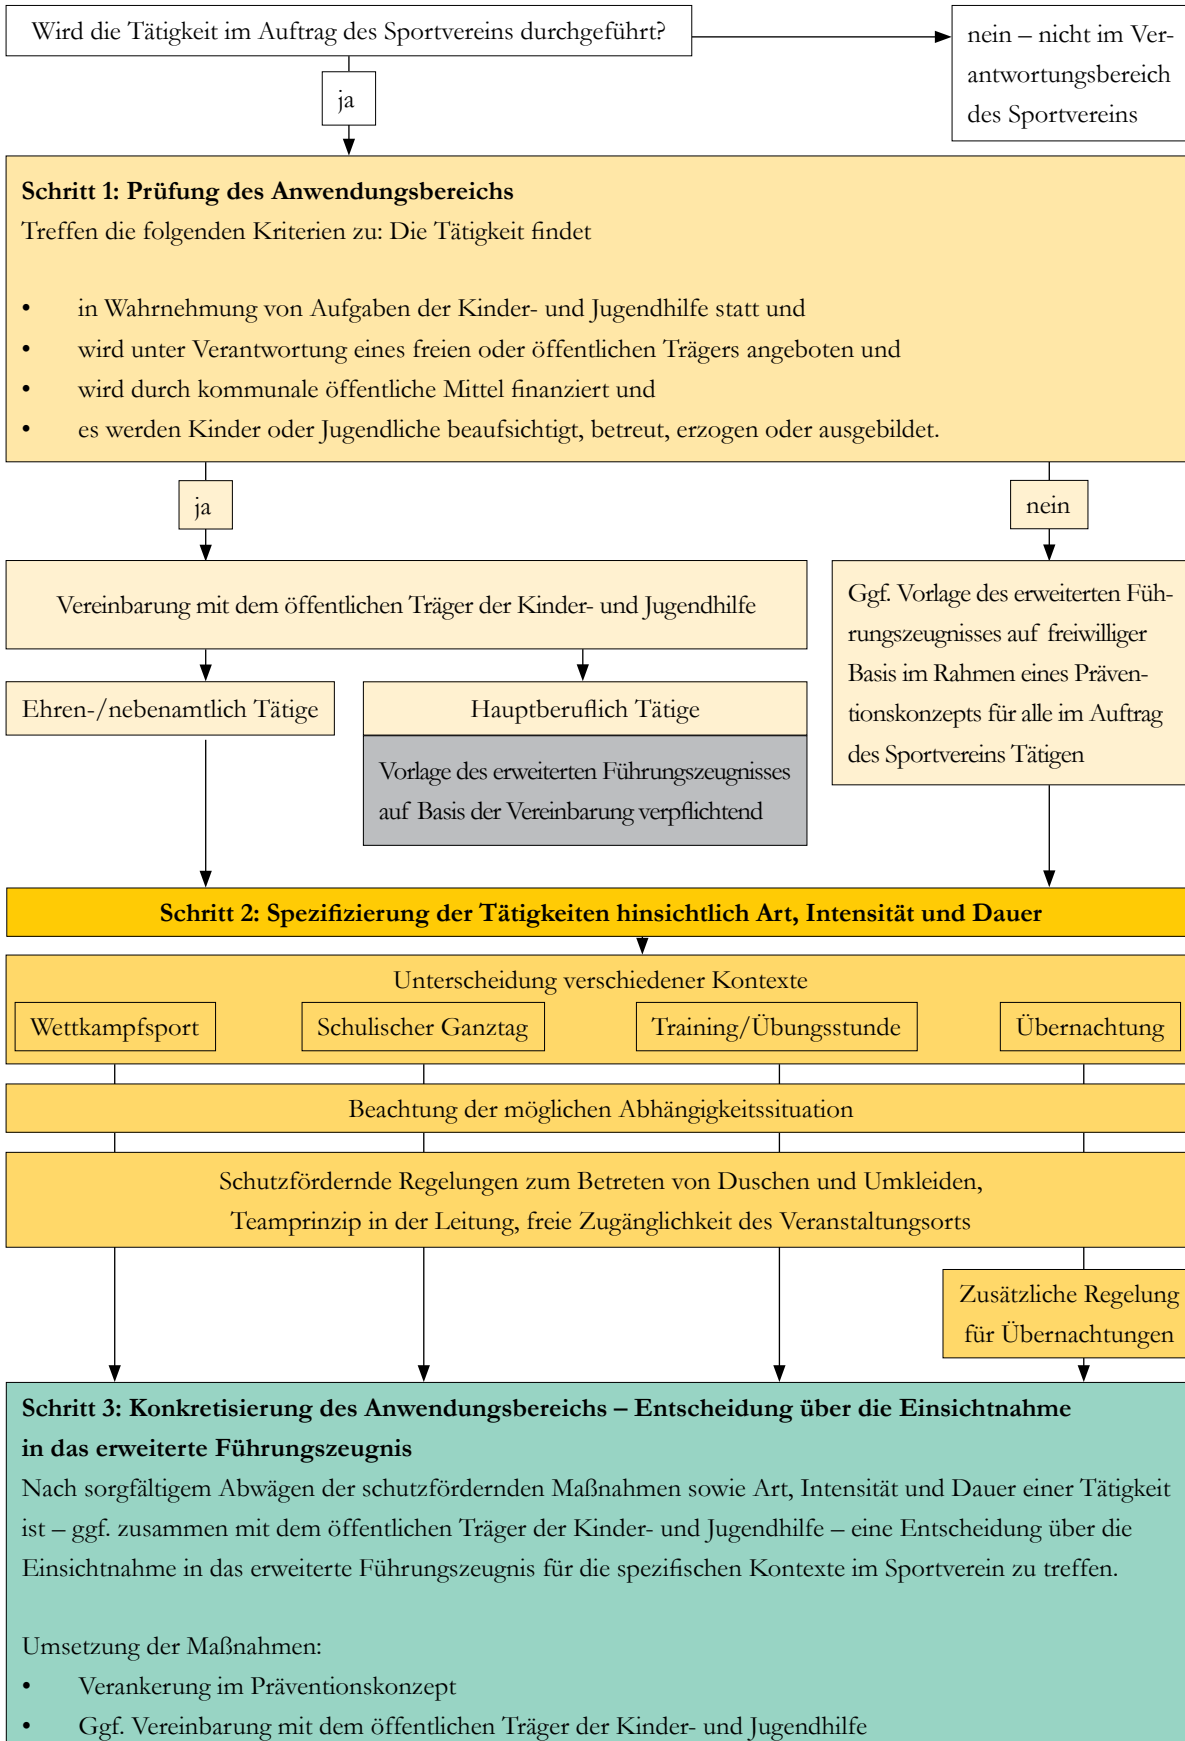 Wird die Tätigkeit im Auftrag des Sportvereins durchgeführt?
nein – nicht im Ver-
antwortungsbereich
des Sportvereins
ja
Schritt 1: Prüfung des Anwendungsbereichs
Treffen die folgenden Kriterien zu: Die Tätigkeit findet
• in Wahrnehmung von Aufgaben der Kinder- und Jugendhilfe statt und
• wird unter Verantwortung eines freien oder öffentlichen Trägers angeboten und
• wird durch kommunale öffentliche Mittel finanziert und
• es werden Kinder oder Jugendliche beaufsichtigt, betreut, erzogen oder ausgebildet.
ja
nein
Vereinbarung mit dem öffentlichen Träger der Kinder- und Jugendhilfe
Ggf. Vorlage des erweiterten Füh-
rungszeugnisses auf freiwilliger
Basis im Rahmen eines Präven-
tionskonzepts für alle im Auftrag
des Sportvereins Tätigen
Ehren-/nebenamtlich Tätige
Hauptberuflich Tätige
Vorlage des erweiterten Führungszeugnisses
auf Basis der Vereinbarung verpflichtend
Schritt 2: Spezifizierung der Tätigkeiten hinsichtlich Art, Intensität und Dauer
Unterscheidung verschiedener Kontexte
Wettkampfsport
Schulischer Ganztag
Training/Übungsstunde
Übernachtung
Beachtung der möglichen Abhängigkeitssituation
Schutzfördernde Regelungen zum Betreten von Duschen und Umkleiden,
Teamprinzip in der Leitung, freie Zugänglichkeit des Veranstaltungsorts
Zusätzliche Regelung
für Übernachtungen
Schritt 3: Konkretisierung des Anwendungsbereichs – Entscheidung über die Einsichtnahme
in das erweiterte Führungszeugnis
Nach sorgfältigem Abwägen der schutzfördernden Maßnahmen sowie Art, Intensität und Dauer einer Tätigkeit
ist – ggf. zusammen mit dem öffentlichen Träger der Kinder- und Jugendhilfe – eine Entscheidung über die
Einsichtnahme in das erweiterte Führungszeugnis für die spezifischen Kontexte im Sportverein zu treffen.
Umsetzung der Maßnahmen:
• Verankerung im Präventionskonzept
• Ggf. Vereinbarung mit dem öffentlichen Träger der Kinder- und Jugendhilfe